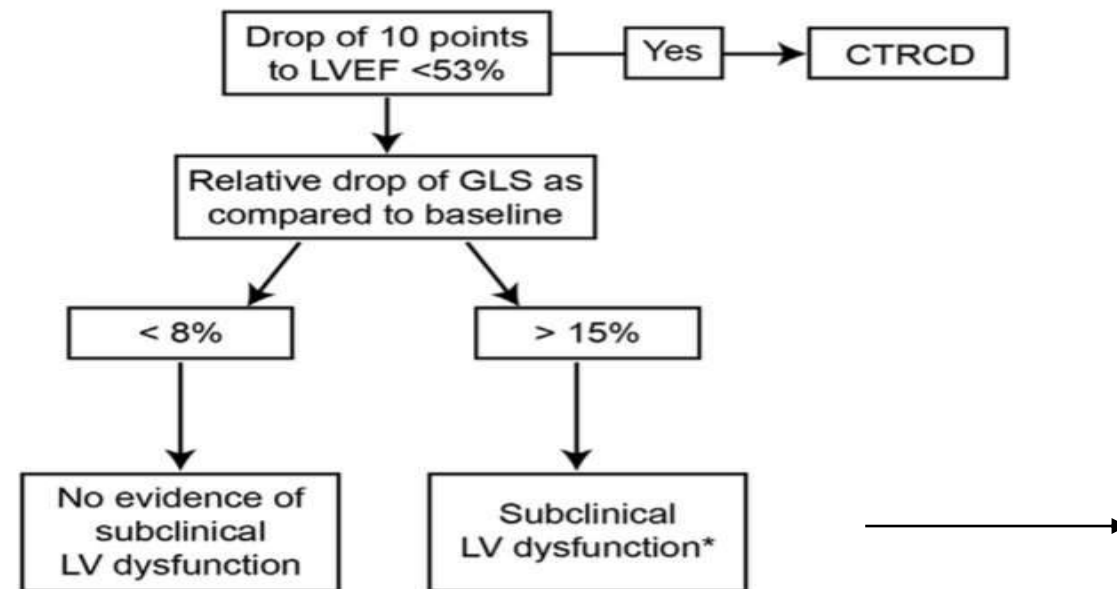 Drop of 10 points
to LVEF <53%
Yes
CTRCD
Relative drop of GLS as
compared to baseline
< 8%
> 15%
No evidence of
subclinical
LV dysfunction
Subclinical
LV dysfunction*